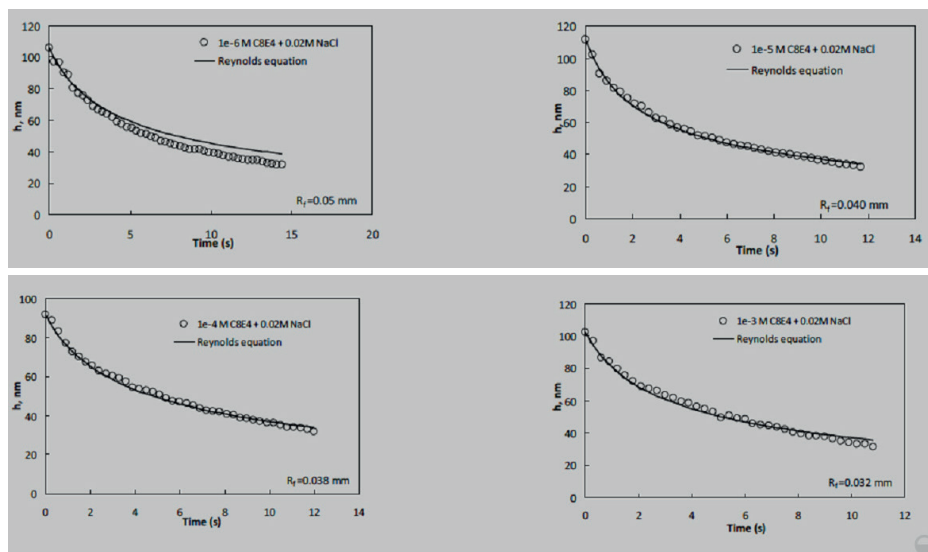 120
100
80
60
40
20
0
h, nm
1e-6 M C8E4 + 0.02M NaCl
Reynolds equation
Rf=0.05 mm
0 5 10 15 20
Time (s)
120
100
80
60
40
20
0
h, nm
1e-5 M C8E4 + 0.02M NaCl
Reynolds equation
Rf=0.040 mm
0 2 4 6 8 10 12 14
Time (s)
100
80
60
40
20
0
h, nm
1e-4 M C8E4 + 0.02M NaCl
Reynolds equation
Rf=0.038 mm
0 2 4 6 8 10 12 14
Time (s)
120
100
80
60
40
20
0
h, nm
1e-3 M C8E4 + 0.02M NaCl
Reynolds equation
Rf=0.032 mm
0 2 4 6 8 10 12
Time (s)